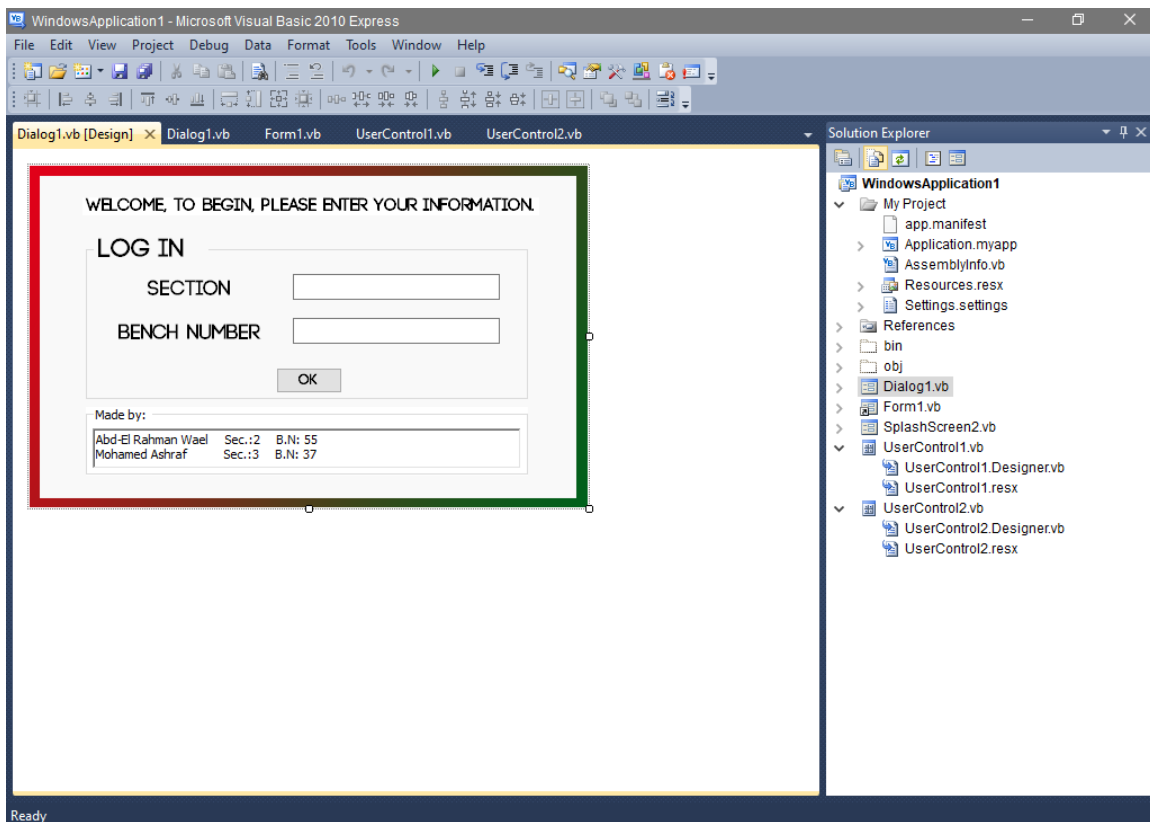 WindowsApplication1 - Microsoft Visual Basic 2010 Express
File Edit View Project Debug Data Format Tools Window Help
Dialog1.vb [Design] Dialog1.vb Form1.vb UserControl1.vb UserControl2.vb
WELCOME, TO BEGIN, PLEASE ENTER YOUR INFORMATION.
LOG IN
SECTION
BENCH NUMBER
OK
Made by:
Abd-El Rahman Wael Sec.:2 B.N: 55
Mohamed Ashraf Sec.:3 B.N: 37
Solution Explorer
WindowsApplication1
My Project
app.manifest
Application.myapp
AssemblyInfo.vb
Resources.resx
Settings.settings
References
bin
obj
Dialog1.vb
Form1.vb
SplashScreen2.vb
UserControl1.vb
UserControl1.Designer.vb
UserControl1.resx
UserControl2.vb
UserControl2.Designer.vb
UserControl2.resx
Ready